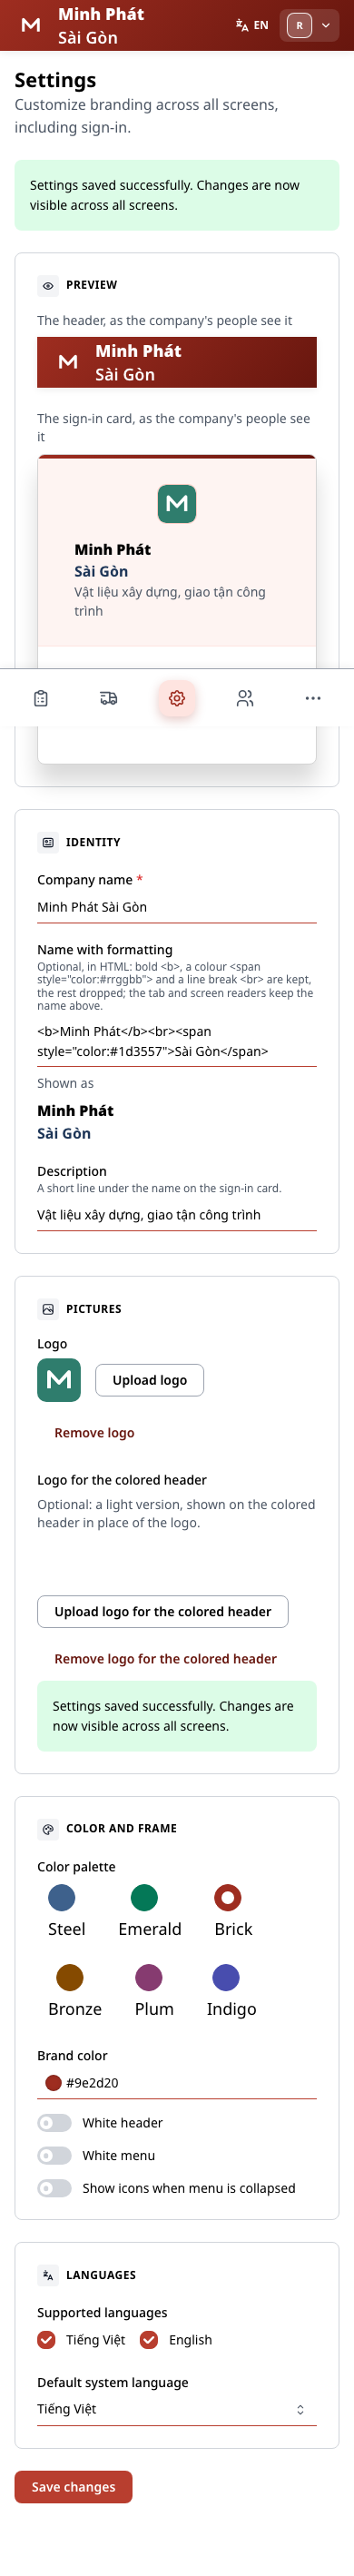 Minh Phát
Sài Gòn
EN
R
Settings
Customize branding across all screens,
including sign-in.
Settings saved successfully. Changes are now
visible across all screens.
PREVIEW
The header, as the company's people see it
Minh Phát
Sài Gòn
The sign-in card, as the company's people see
it
Minh Phát
Sài Gòn
Vật liệu xây dựng, giao tận công
trình
IDENTITY
Company name *
Minh Phát Sài Gòn
Name with formatting
Optional, in HTML: bold <b>, a colour <span
style="color:#rrggbb"> and a line break <br> are kept,
the rest dropped; the tab and screen readers keep the
name above.
<b>Minh Phát</b><br><span
style="color:#1d3557">Sài Gòn</span>
Shown as
Minh Phát
Sài Gòn
Description
A short line under the name on the sign-in card.
Vật liệu xây dựng, giao tận công trình
PICTURES
Logo
Upload logo
Remove logo
Logo for the colored header
Optional: a light version, shown on the colored
header in place of the logo.
Upload logo for the colored header
Remove logo for the colored header
Settings saved successfully. Changes are
now visible across all screens.
COLOR AND FRAME
Color palette
Steel
Emerald
Brick
Bronze
Plum
Indigo
Brand color
#9e2d20
White header
White menu
Show icons when menu is collapsed
LANGUAGES
Supported languages
Tiếng Việt
English
Default system language
Tiếng Việt
Save changes